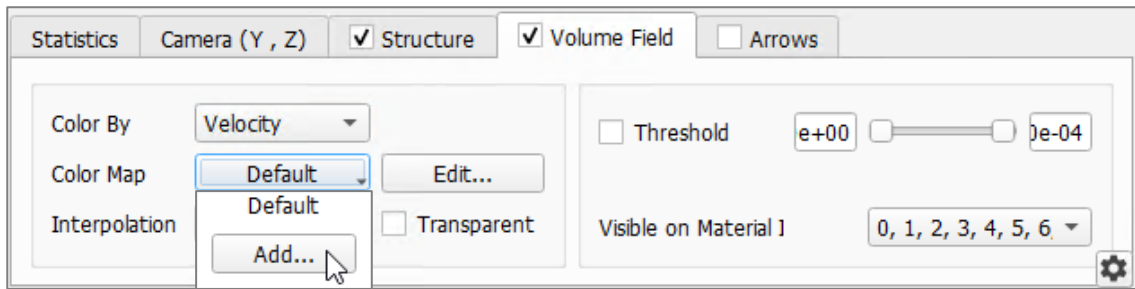 Statistics
Camera (Y , Z)
Structure
Volume Field
Arrows
Color By
Velocity
Color Map
Default
Edit...
Default
Interpolation
Transparent
Add...
Threshold
e+00
0e-04
Visible on Material I
0, 1, 2, 3, 4, 5, 6,